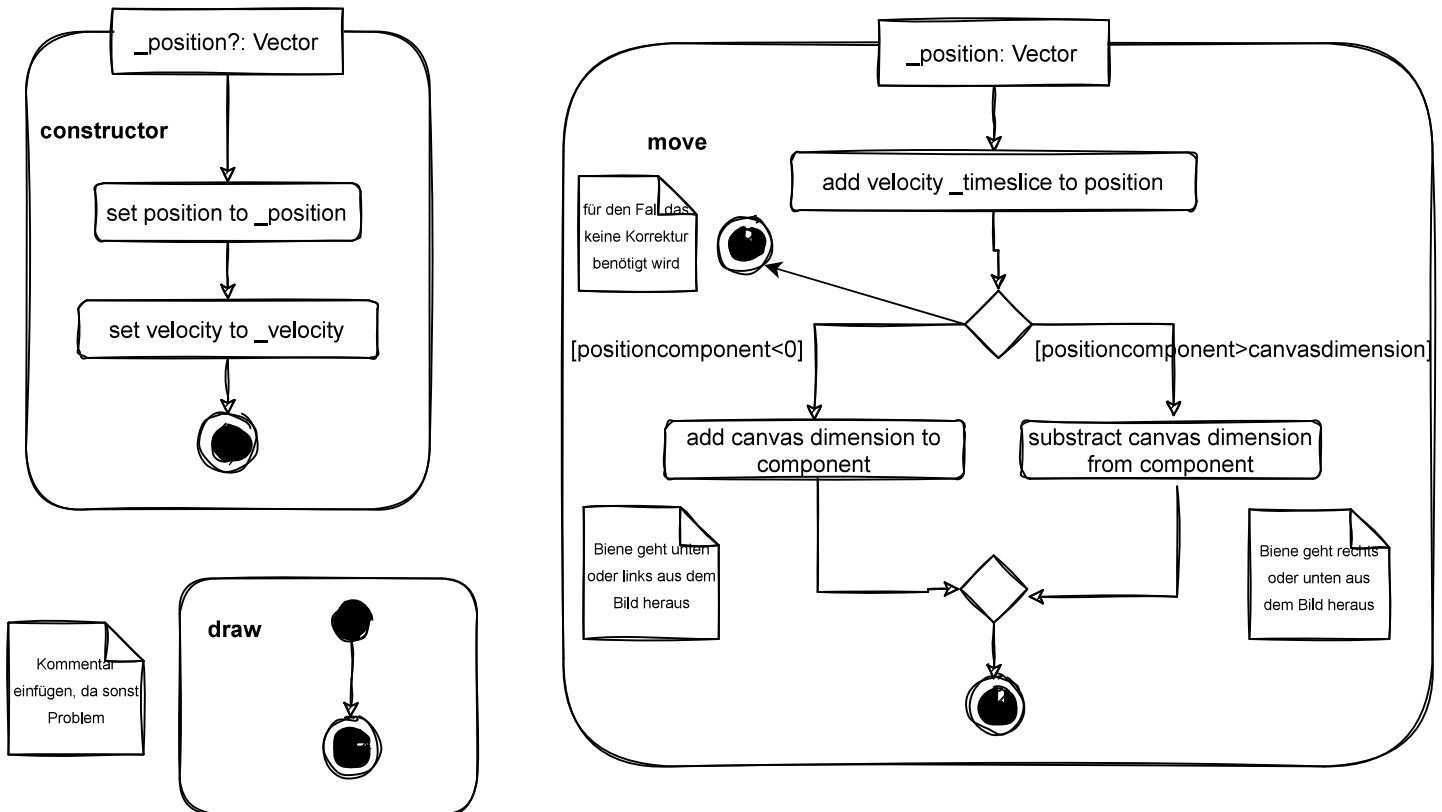 _position?: Vector
constructor
set position to _position
set velocity to _velocity
_position: Vector
move
add velocity _timeslice to position
für den Fall das
keine Korrektur
benötigt wird
[positioncomponent<0]
[positioncomponent>canvasdimension]
add canvas dimension to
component
substract canvas dimension
from component
Biene geht unten
oder links aus dem
Bild heraus
Biene geht rechts
oder unten aus
dem Bild heraus
draw
Kommentar
einfügen, da sonst
Problem